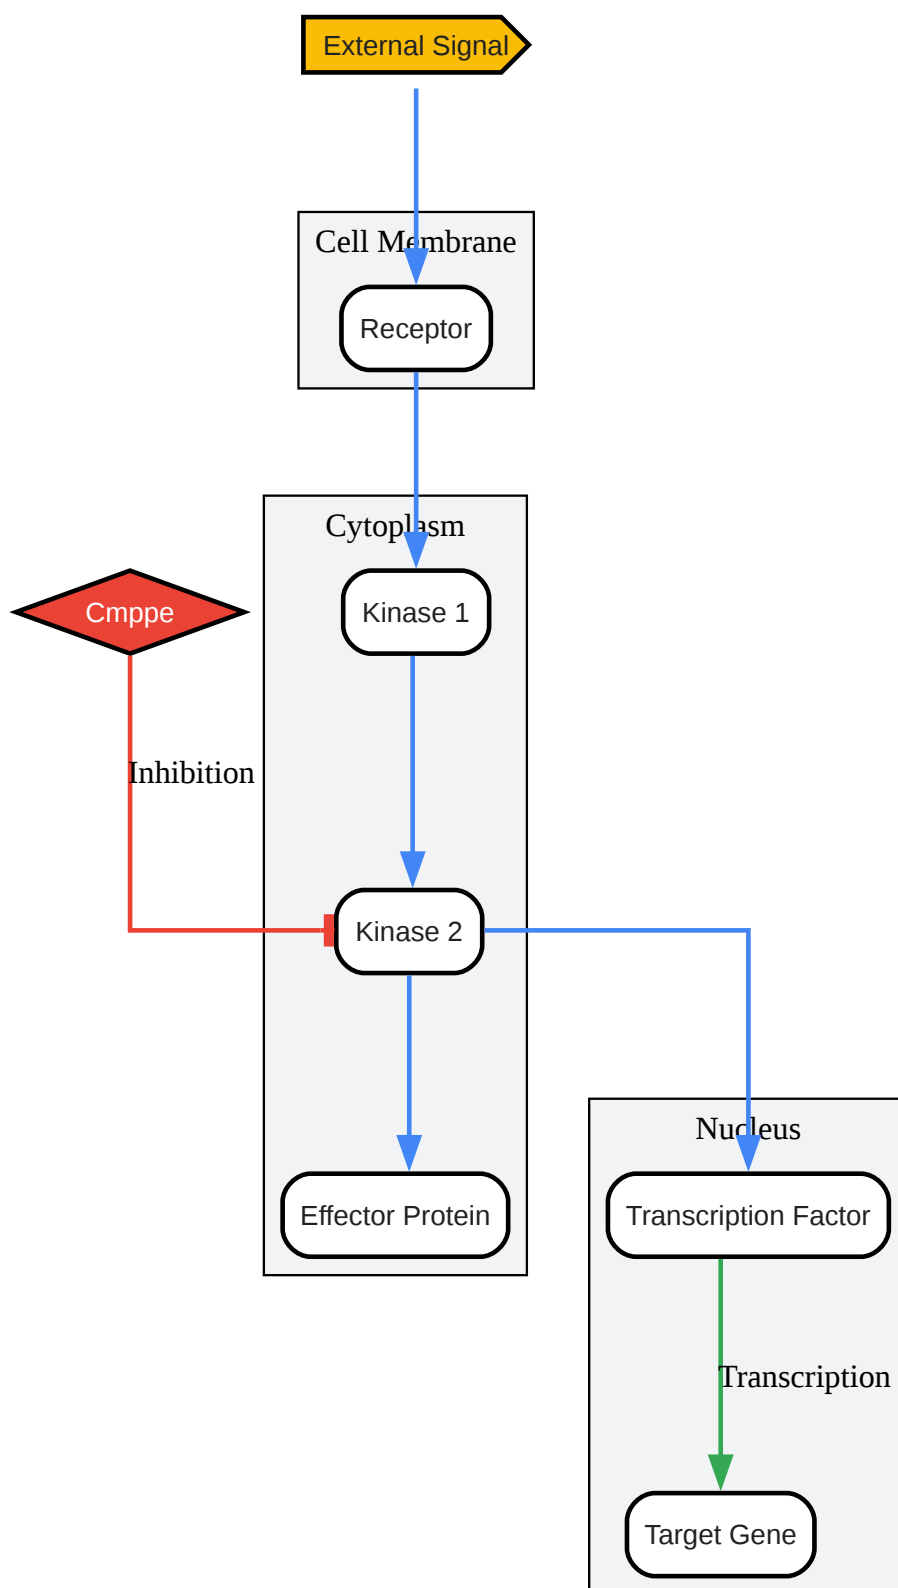 External Signal
Cell Membrane
Receptor
Cytoplasm
Cmppe
Kinase 1
Inhibition
Kinase 2
Nucleus
Effector Protein
Transcription Factor
Transcription
Target Gene